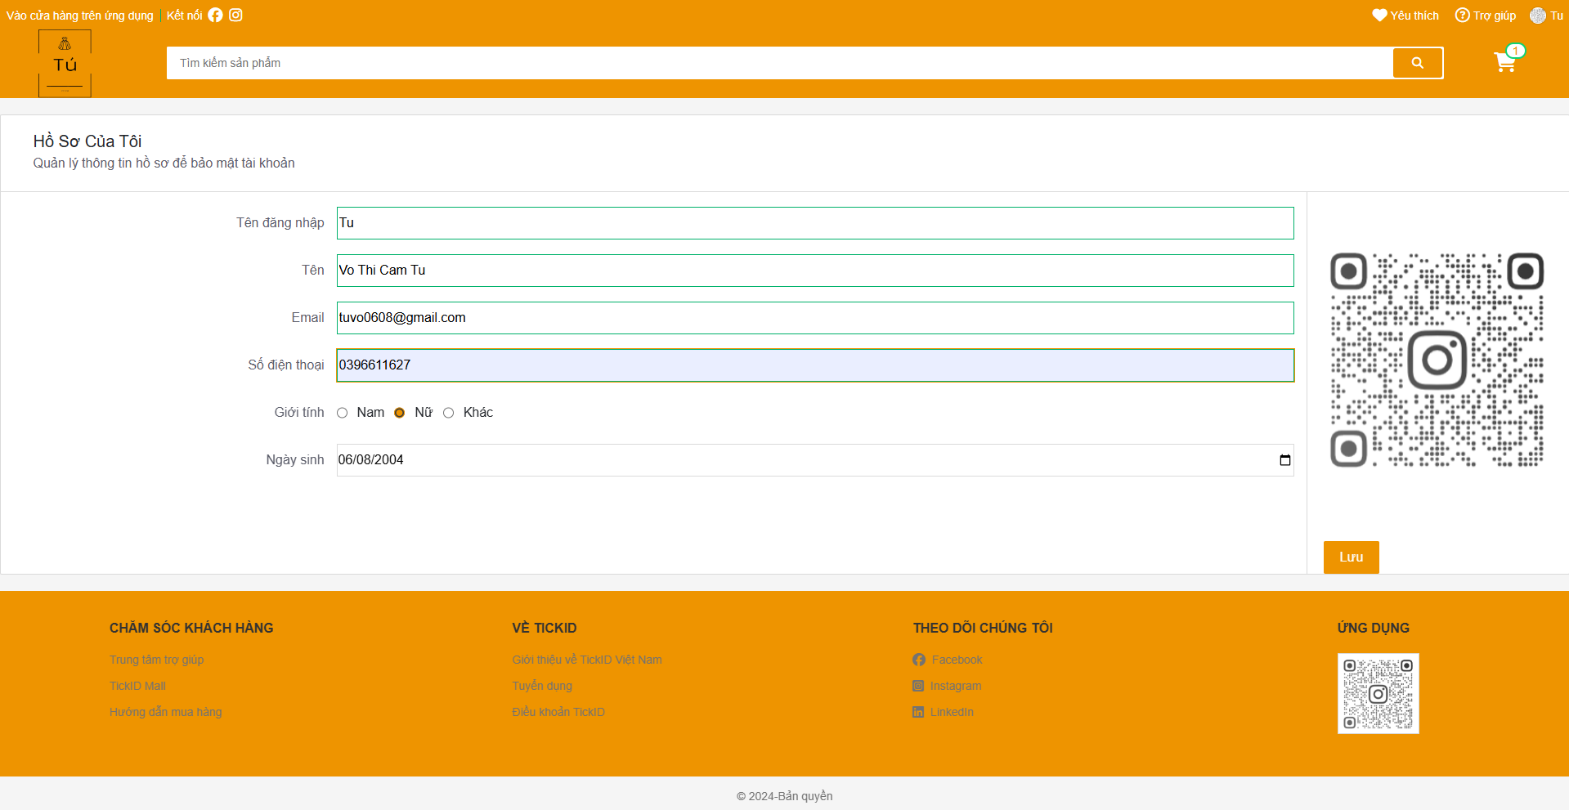 Vào cửa hàng trên ứng dụng Kết nối Yêu thích Trợ giúp Tu
Tú
Tìm kiếm sản phẩm
1
Hồ Sơ Của Tôi
Quản lý thông tin hồ sơ để bảo mật tài khoản
Tên đăng nhập Tu
Tên Vo Thi Cam Tu
Email tuvo0608@gmail.com
Số điện thoại 0396611627
Giới tính Nam Nữ Khác
Ngày sinh 06/08/2004
Lưu
CHĂM SÓC KHÁCH HÀNG
Trung tâm trợ giúp
TickID Mall
Hướng dẫn mua hàng
VỀ TICKID
Giới thiệu về TickID Việt Nam
Tuyển dụng
Điều khoản TickID
THEO DÕI CHÚNG TÔI
Facebook
Instagram
LinkedIn
ỨNG DỤNG
© 2024-Bản quyền